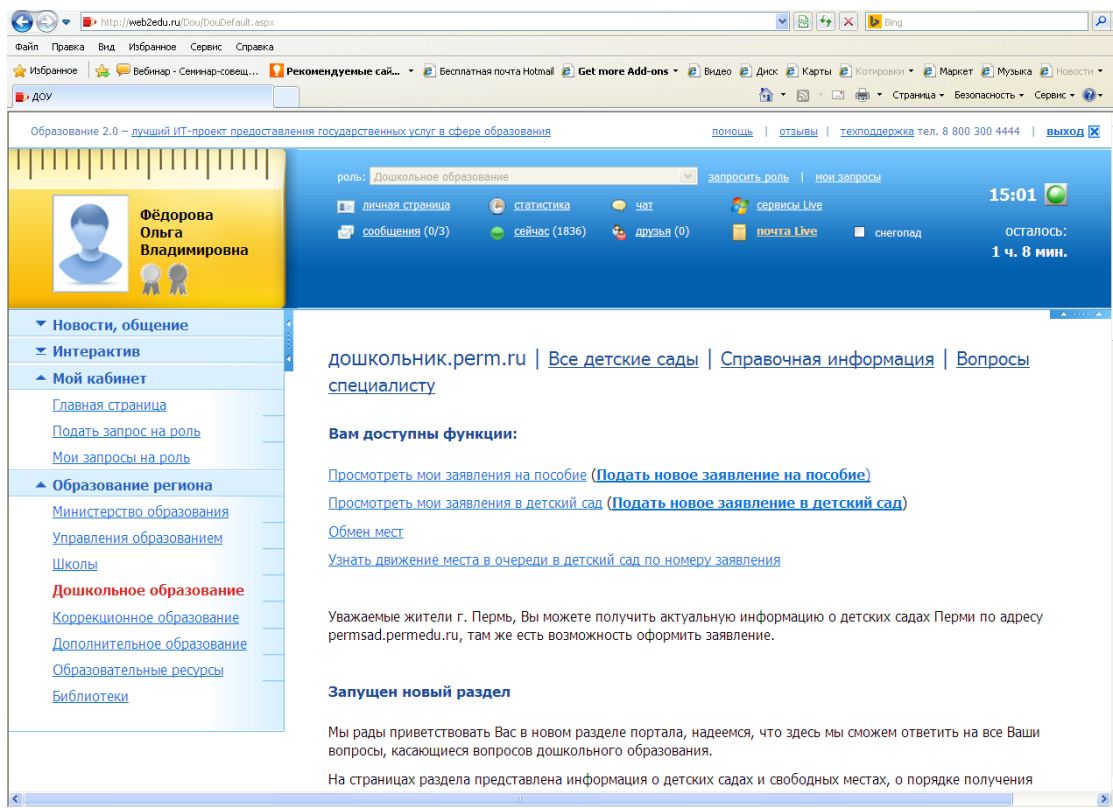 http://web2edu.ru/Dou/DouDefault.aspx
Bing
Файл Правка Вид Избранное Сервис Справка
Избранное Вебинар - Семинар-совещ... Рекомендуемые сай... Бесплатная почта Hotmail Get more Add-ons Видео Диск Карты Котировки Маркет Музыка Новости
ДОУ
Страница Безопасность Сервис
Образование 2.0 – лучший ИТ-проект предоставления государственных услуг в сфере образования
помощь | отзывы | техподдержка тел. 8 800 300 4444 | выход
Фёдорова
Ольга
Владимировна
роль: Дошкольное образование запросить роль | мои запросы
личная страница статистика чат сервисы Live
сообщения (0/3) сейчас (1836) друзья (0) почта Live снегопад
15:01
осталось:
1 ч. 8 мин.
Новости, общение
Интерактив
Мой кабинет
Главная страница
Подать запрос на роль
Мои запросы на роль
Образование региона
Министерство образования
Управления образованием
Школы
Дошкольное образование
Коррекционное образование
Дополнительное образование
Образовательные ресурсы
Библиотеки
дошкольник.perm.ru | Все детские сады | Справочная информация | Вопросы
специалисту
Вам доступны функции:
Просмотреть мои заявления на пособие (Подать новое заявление на пособие)
Просмотреть мои заявления в детский сад (Подать новое заявление в детский сад)
Обмен мест
Узнать движение места в очереди в детский сад по номеру заявления
Уважаемые жители г. Пермь, Вы можете получить актуальную информацию о детских садах Перми по адресу
permsad.permedu.ru, там же есть возможность оформить заявление.
Запущен новый раздел
Мы рады приветствовать Вас в новом разделе портала, надеемся, что здесь мы сможем ответить на все Ваши
вопросы, касающиеся вопросов дошкольного образования.
На страницах раздела представлена информация о детских садах и свободных местах, о порядке получения